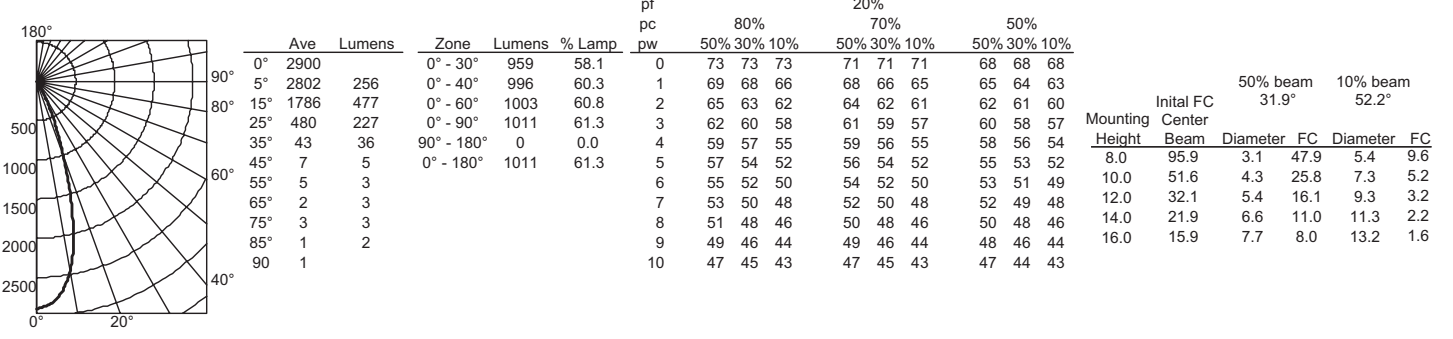 180°
90°
80°
60°
40°
20°
0°
500
1000
1500
2000
2500
Ave Lumens
0° 2900
5° 2802 256
15° 1786 477
25° 480 227
35° 43 36
45° 7 5
55° 5 3
65° 2 3
75° 3 3
85° 1 2
90 1
Zone Lumens % Lamp
0° - 30° 959 58.1
0° - 40° 996 60.3
0° - 60° 1003 60.8
0° - 90° 1011 61.3
90° - 180° 0 0.0
0° - 180° 1011 61.3
pf 20%
pc 80% 70% 50%
pw 50% 30% 10% 50% 30% 10% 50% 30% 10%
0 73 73 73 71 71 71 68 68 68
1 69 68 66 68 66 65 65 64 63
2 65 63 62 64 62 61 62 61 60
3 62 60 58 61 59 57 60 58 57
4 59 57 55 59 56 55 58 56 54
5 57 54 52 56 54 52 55 53 52
6 55 52 50 54 52 50 53 51 49
7 53 50 48 52 50 48 52 49 48
8 51 48 46 50 48 46 50 48 46
9 49 46 44 49 46 44 48 46 44
10 47 45 43 47 45 43 47 44 43
50% beam 10% beam
31.9° 52.2°
Inital FC
Mounting Center
Height Beam Diameter FC Diameter FC
8.0 95.9 3.1 47.9 5.4 9.6
10.0 51.6 4.3 25.8 7.3 5.2
12.0 32.1 5.4 16.1 9.3 3.2
14.0 21.9 6.6 11.0 11.3 2.2
16.0 15.9 7.7 8.0 13.2 1.6